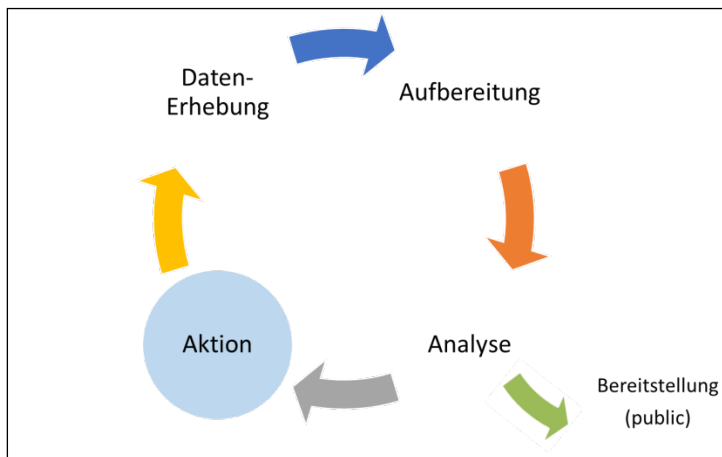 Daten-
Erhebung
Aufbereitung
Aktion
Analyse
Bereitstellung
(public)